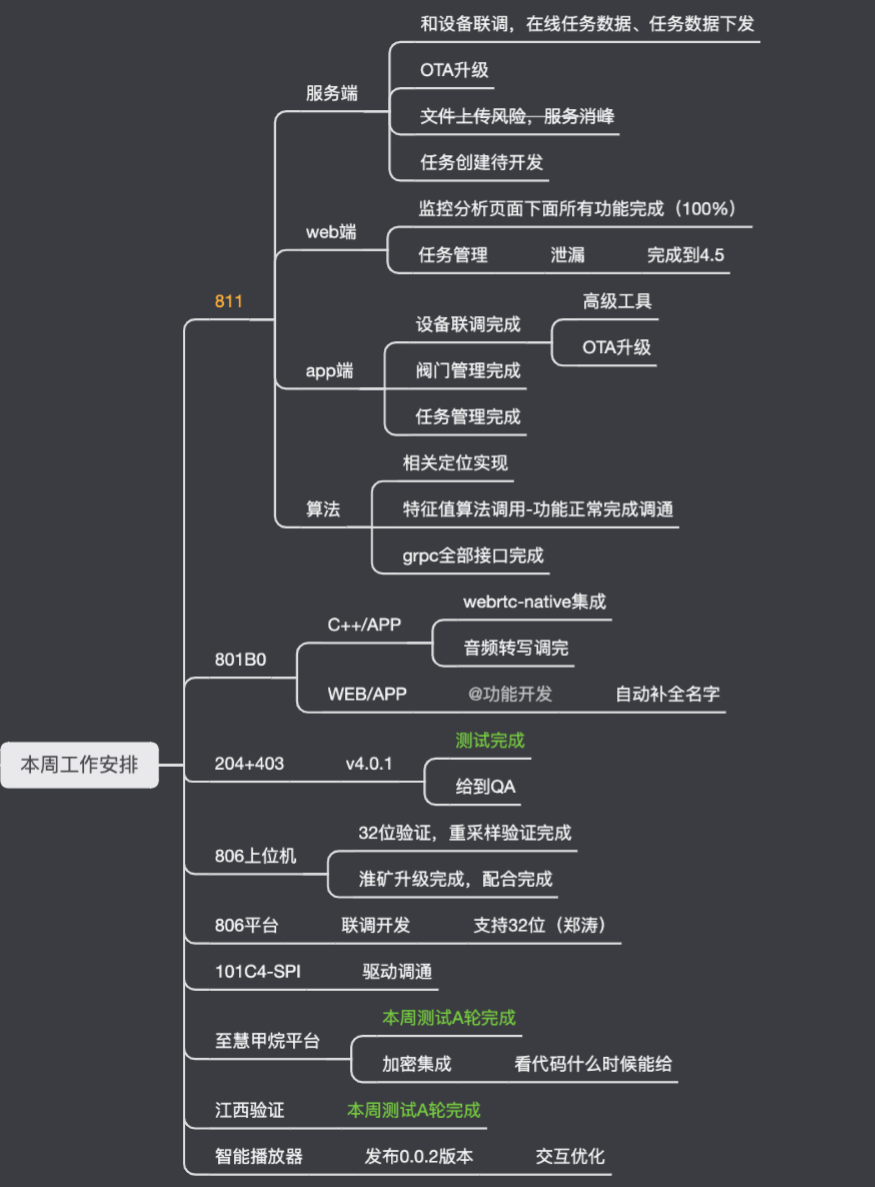 和设备联调，在线任务数据、任务数据下发
OTA升级
服务端
文件上传风险，服务消峰
任务创建待开发
监控分析页面下面所有功能完成（100%）
web端
任务管理 泄漏 完成到4.5
811
高级工具
设备联调完成
OTA升级
app端
阀门管理完成
任务管理完成
相关定位实现
算法
特征值算法调用-功能正常完成调通
grpc全部接口完成
webrtc-native集成
C++/APP
音频转写调完
801B0
WEB/APP @功能开发 自动补全名字
测试完成
本周工作安排
204+403 v4.0.1
给到QA
32位验证，重采样验证完成
806上位机
淮矿升级完成，配合完成
806平台 联调开发 支持32位（郑涛）
101C4-SPI 驱动调通
本周测试A轮完成
至慧甲烷平台
加密集成 看代码什么时候能给
江西验证 本周测试A轮完成
智能播放器 发布0.0.2版本 交互优化